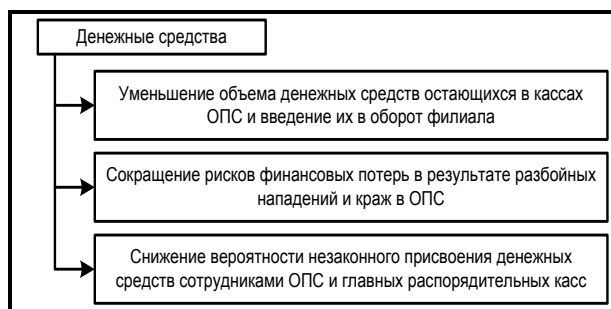 Денежные средства
Уменьшение объема денежных средств остающихся в кассах
ОПС и введение их в оборот филиала
Сокращение рисков финансовых потерь в результате разбойных
нападений и краж в ОПС
Снижение вероятности незаконного присвоения денежных
средств сотрудниками ОПС и главных распорядительных касс